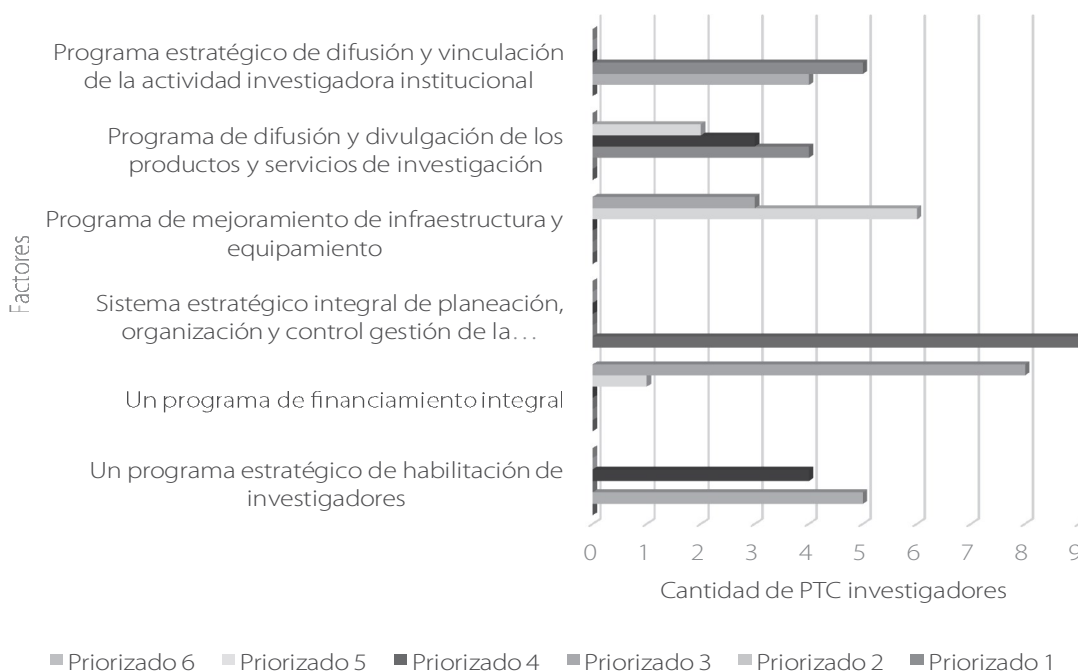 Programa estratégico de difusión y vinculación
de la actividad investigadora institucional
Programa de difusión y divulgación de los
productos y servicios de investigación
Programa de mejoramiento de infraestructura y
equipamiento
Factores
Sistema estratégico integral de planeación,
organización y control gestión de la…
Un programa de financiamiento integral
Un programa estratégico de habilitación de
investigadores
0 1 2 3 4 5 6 7 8 9
Cantidad de PTC investigadores
Priorizado 6 Priorizado 5 Priorizado 4 Priorizado 3 Priorizado 2 Priorizado 1